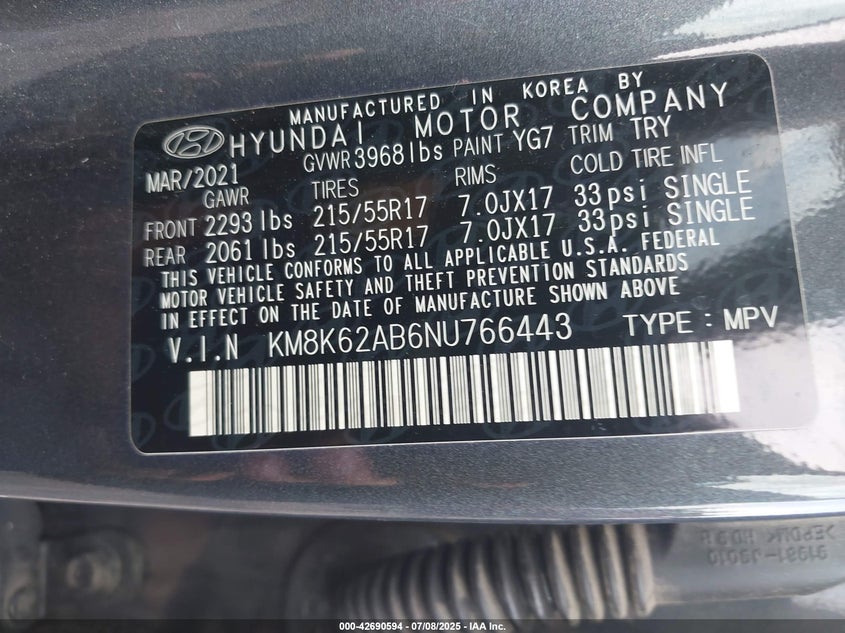 MANUFACTURED IN KOREA BY
HYUNDAI MOTOR COMPANY
MAR/2021 GVWR 3968 lbs PAINT YG7 TRIM TRY
GAWR TIRES RIMS COLD TIRE INFL
FRONT 2293 lbs 215/55R17 7.0JX17 33psi SINGLE
REAR 2061 lbs 215/55R17 7.0JX17 33psi SINGLE
THIS VEHICLE CONFORMS TO ALL APPLICABLE U.S.A. FEDERAL
MOTOR VEHICLE SAFETY AND THEFT PREVENTION STANDARDS
IN EFFECT ON THE DATE OF MANUFACTURE SHOWN ABOVE
V.I.N KM8K62AB6NU766443 TYPE : MPV
>EPDM<
91981-J9010
000-42690594 / 07/08/2025 - IAA Inc.